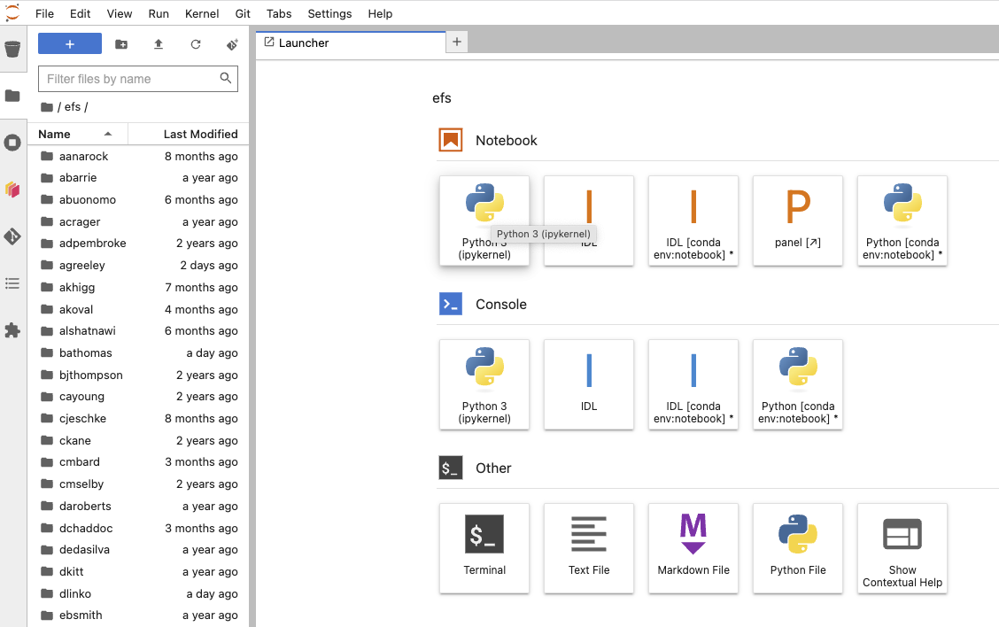 File Edit View Run Kernel Git Tabs Settings Help
+
Filter files by name
/ efs /
Name Last Modified
aanarock 8 months ago
abarrie a year ago
abuonomo 6 months ago
acrager a year ago
adpembroke 2 years ago
agreeley 2 days ago
akhigg 7 months ago
akoval 4 months ago
alshatnawi 6 months ago
bathomas a day ago
bjthompson 2 years ago
cayoung 2 years ago
cjeschke 8 months ago
ckane 2 years ago
cmbard 3 months ago
cmselby 2 years ago
daroberts a year ago
dchaddoc 3 months ago
dedasilva a year ago
dkitt a year ago
dlinko a day ago
ebsmith a year ago
Launcher +
efs
Notebook
Python 3
(ipykernel)
Python 3 (ipykernel)
I
IDL
I
IDL [conda
env:notebook] *
P
panel [↗]
Python [conda
env:notebook] *
>_ Console
Python 3
(ipykernel)
I
IDL
I
IDL [conda
env:notebook] *
Python [conda
env:notebook] *
$_ Other
$_
Terminal
Text File
M
Markdown File
Python File
Show
Contextual Help